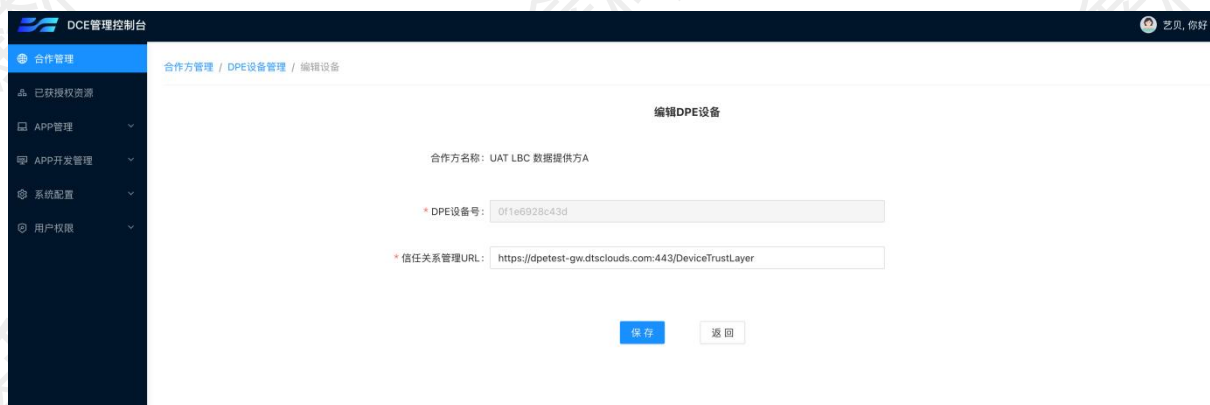 DCE管理控制台
艺贝, 你好
合作管理
合作方管理 / DPE设备管理 / 编辑设备
已获授权资源
编辑DPE设备
APP管理
APP开发管理
合作方名称: UAT LBC 数据提供方A
系统配置
* DPE设备号: 0f1e6928c43d
用户权限
* 信任关系管理URL: https://dpetest-gw.dtsclouds.com:443/DeviceTrustLayer
保存 返回